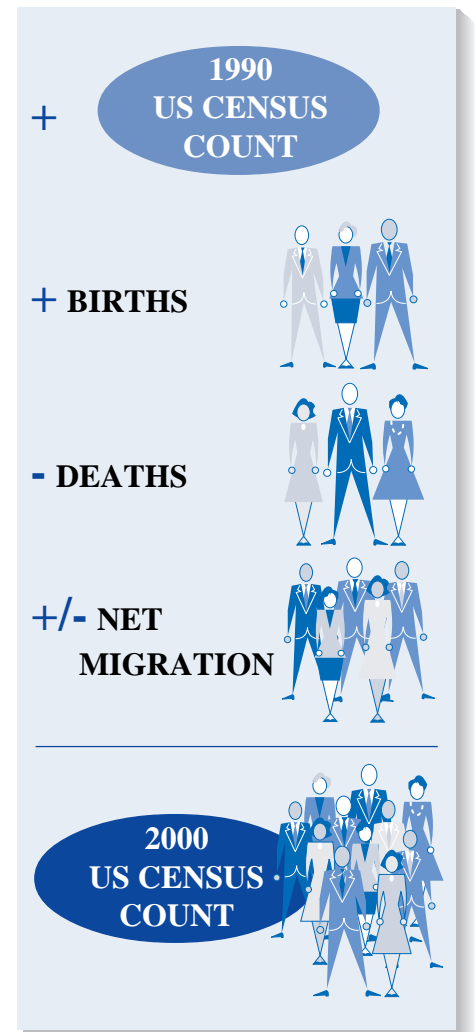 1990
+ US CENSUS
COUNT
+ BIRTHS
- DEATHS
+/- NET
MIGRATION
2000
US CENSUS
COUNT